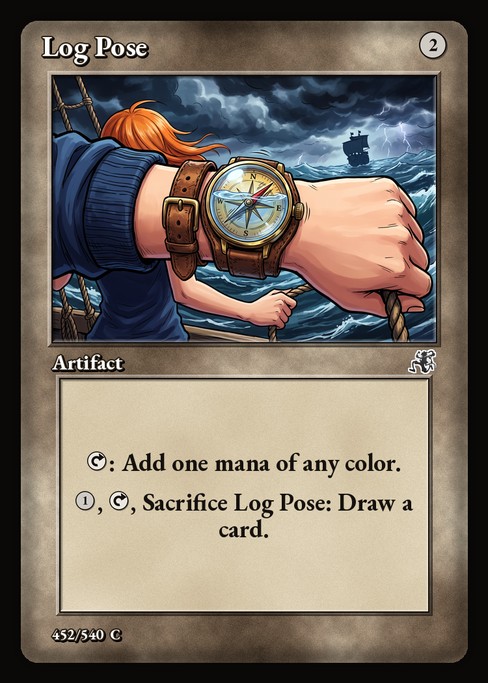 Log Pose 2
N
W E
S
Artifact
: Add one mana of any color.
1, , Sacrifice Log Pose: Draw a
card.
452/540 C